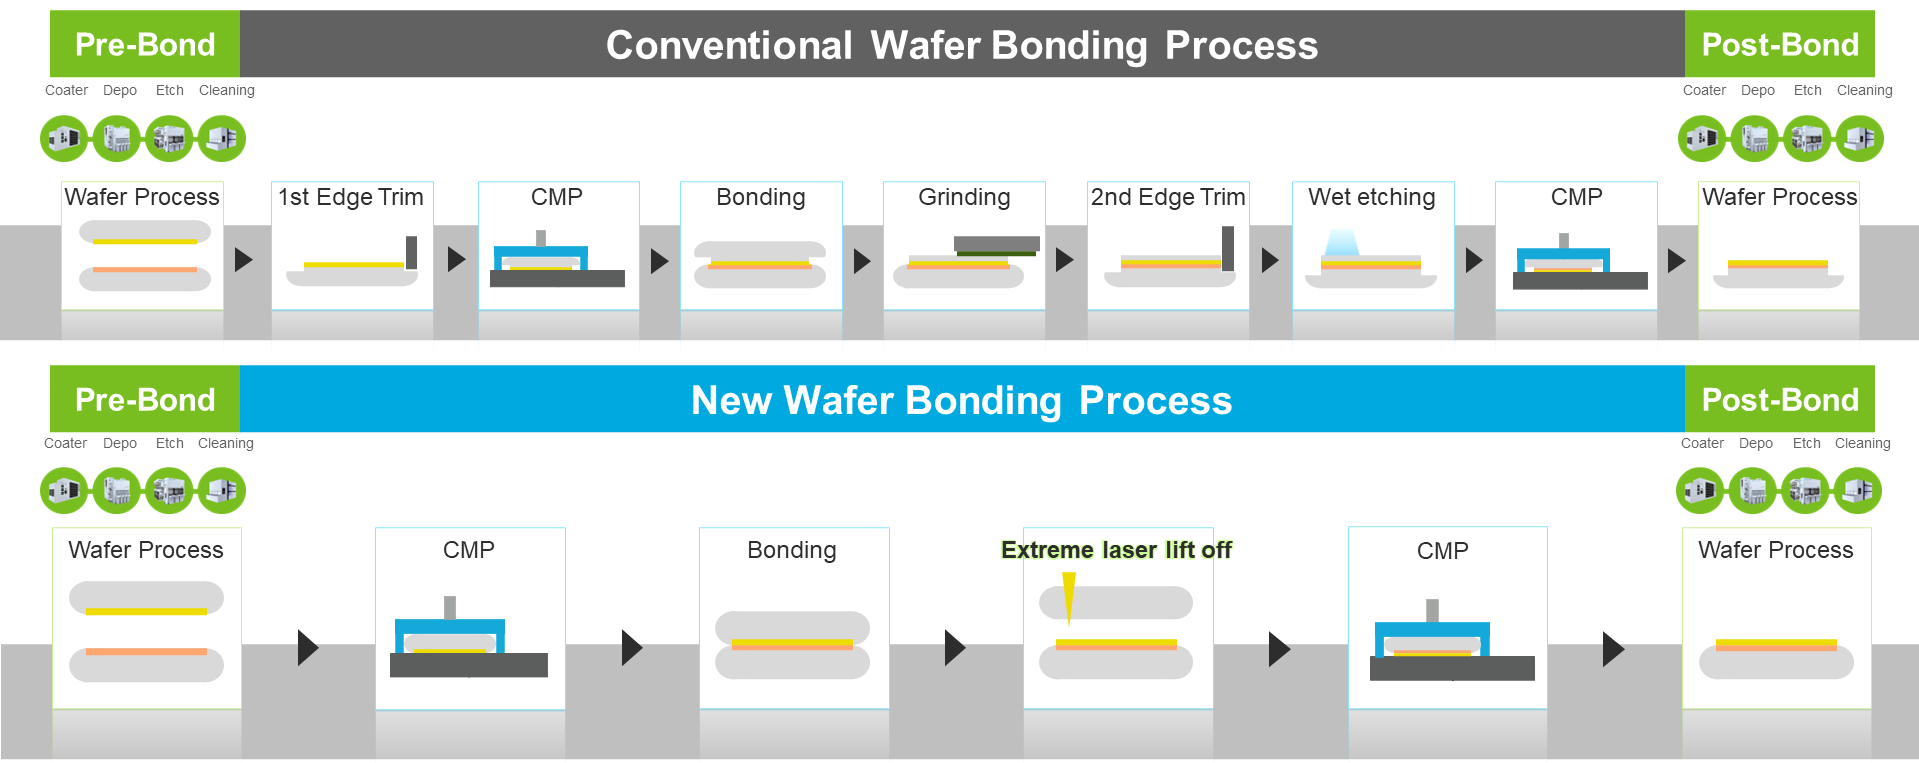 Pre-Bond
Conventional Wafer Bonding Process
Post-Bond
Coater Depo Etch Cleaning
Coater Depo Etch Cleaning
Wafer Process
1st Edge Trim
CMP
Bonding
Grinding
2nd Edge Trim
Wet etching
CMP
Wafer Process
Pre-Bond
New Wafer Bonding Process
Post-Bond
Coater Depo Etch Cleaning
Coater Depo Etch Cleaning
Wafer Process
CMP
Bonding
Extreme laser lift off
CMP
Wafer Process